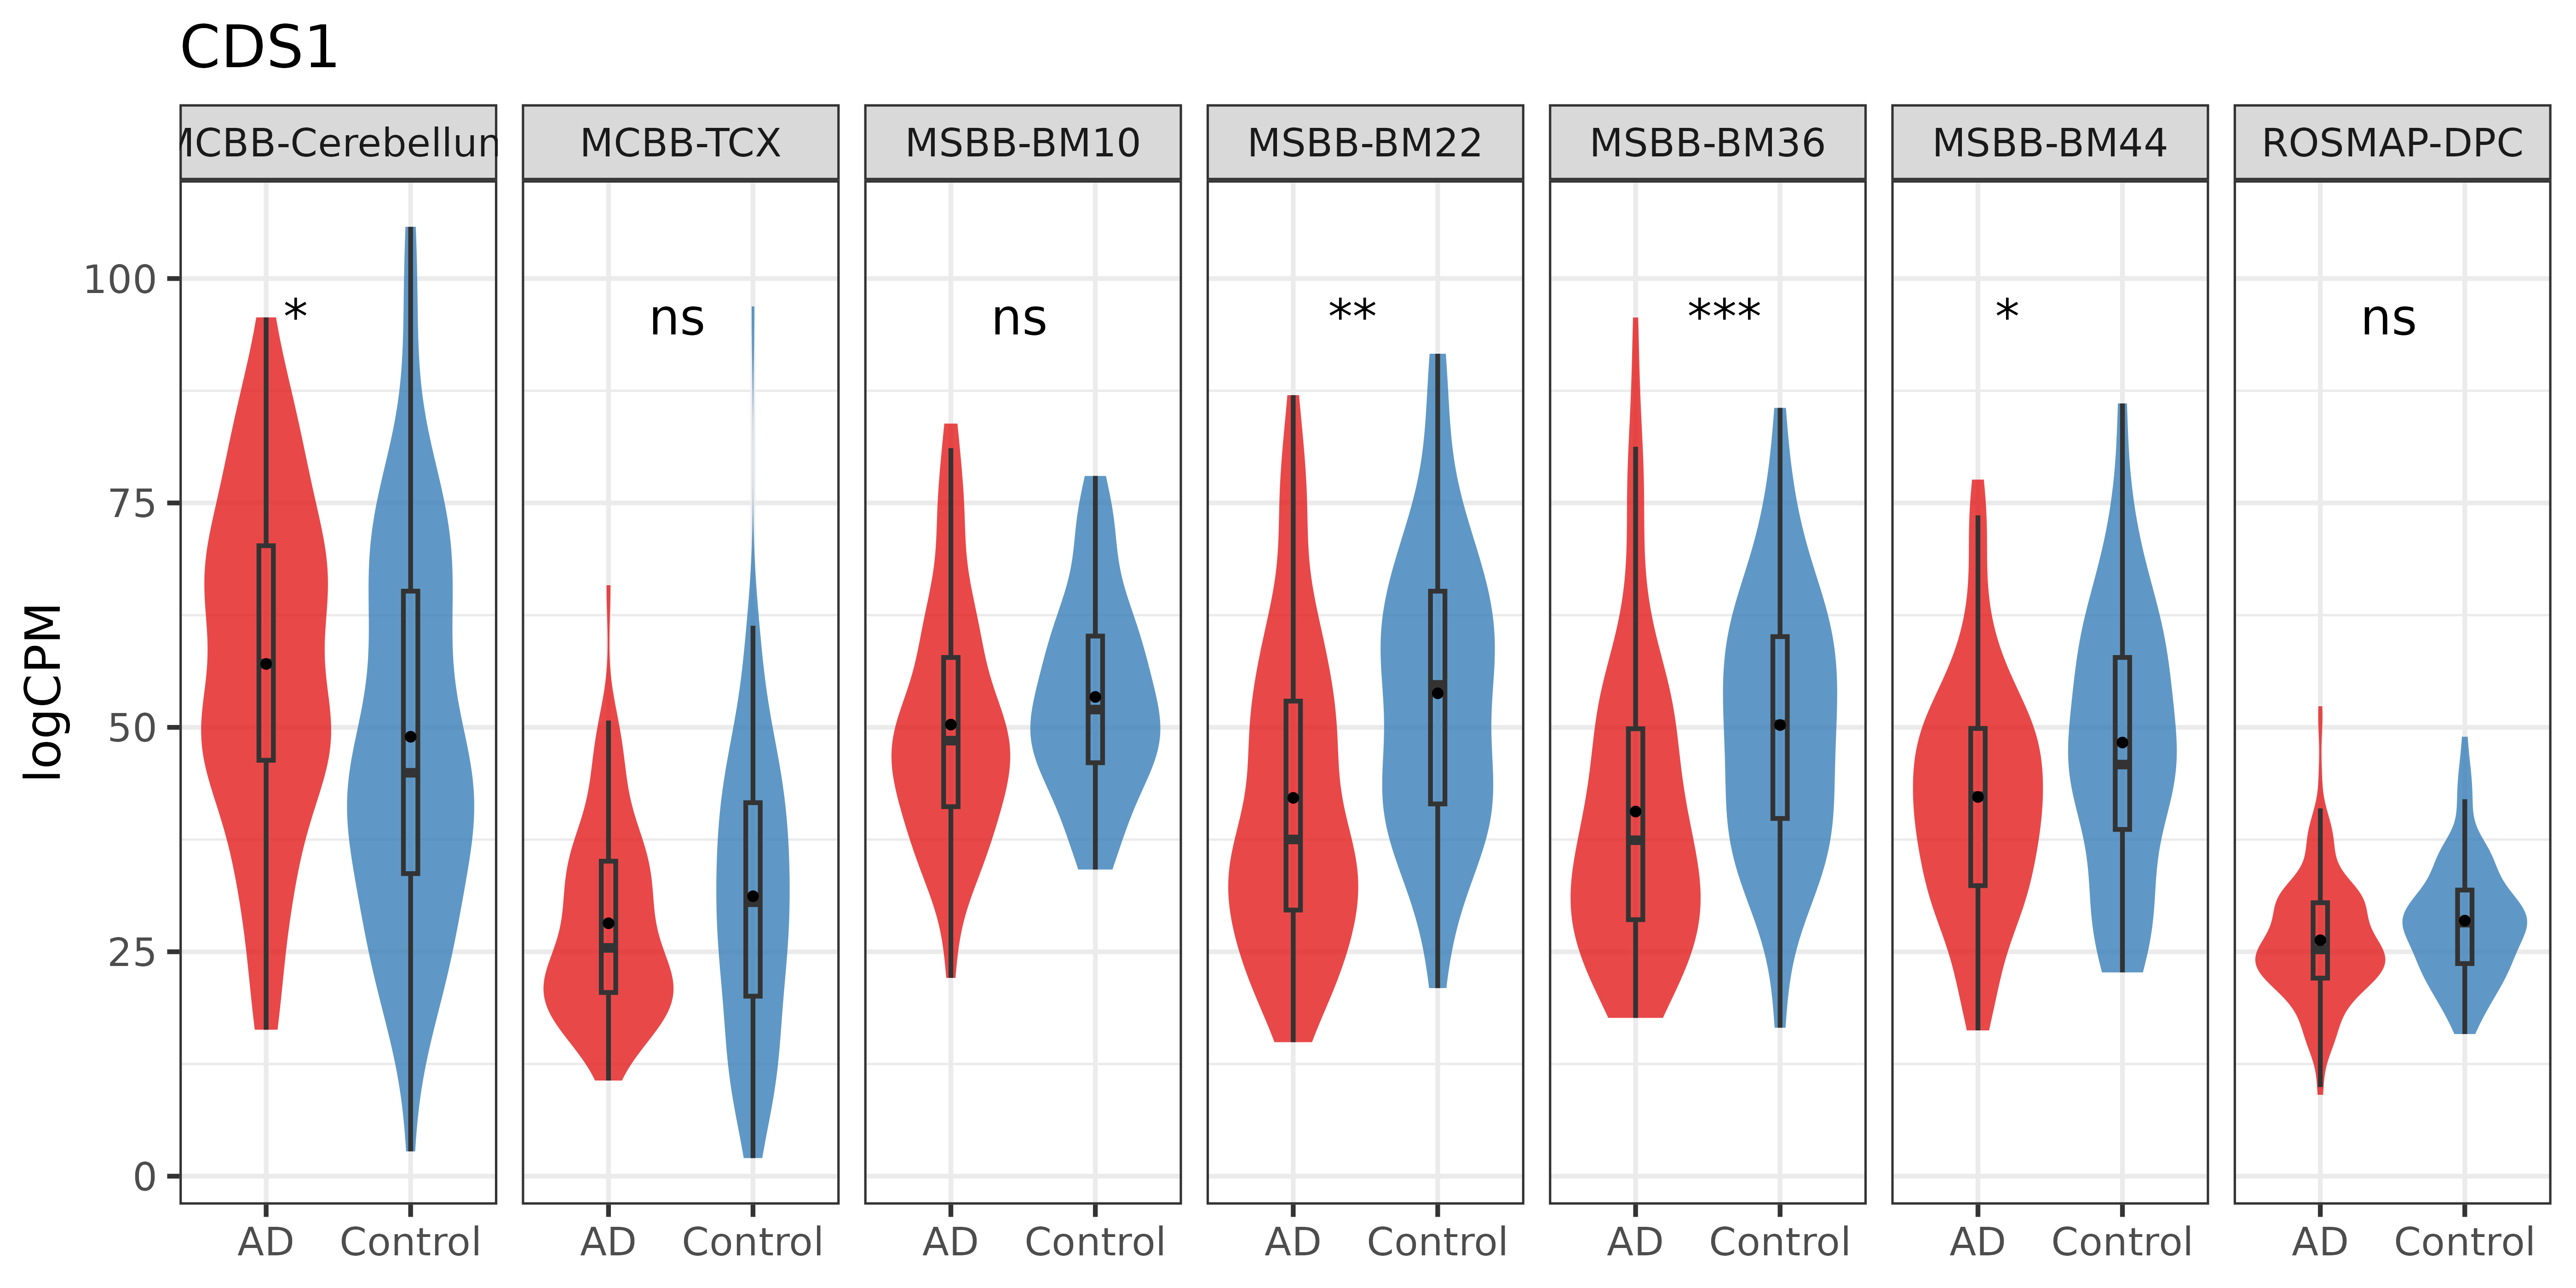 CDS1
MCBB-Cerebellum MCBB-TCX MSBB-BM10 MSBB-BM22 MSBB-BM36 MSBB-BM44 ROSMAP-DPC
* ns ns ** *** * ns
100
75
50
25
0
logCPM
AD Control AD Control AD Control AD Control AD Control AD Control AD Control